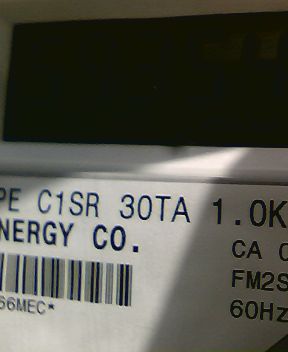 PE C1SR 30TA 1.0K
NERGY CO.
CA
FM2S
66MEC*
60Hz